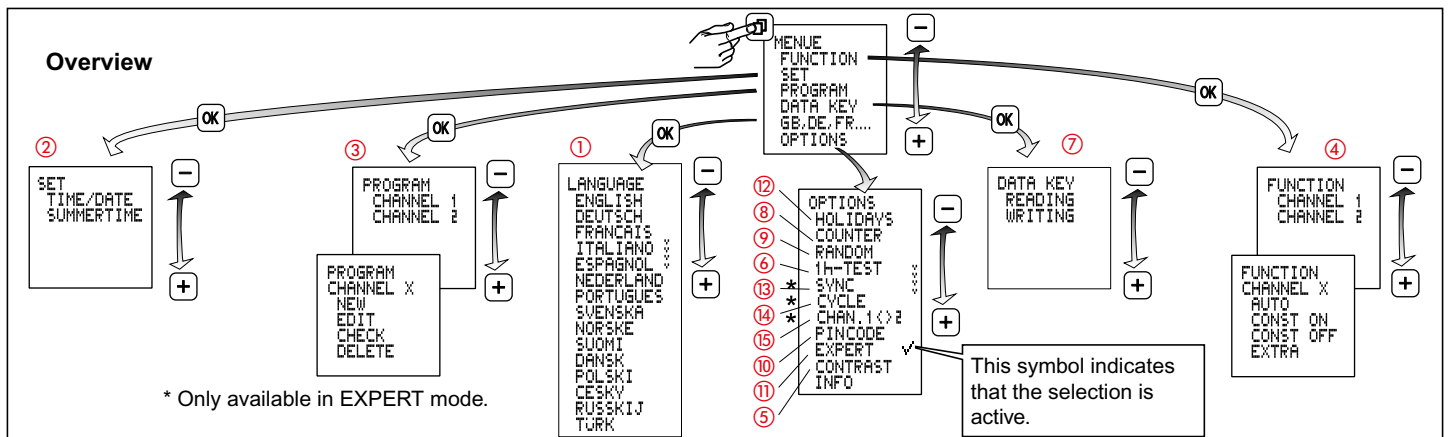 Overview
MENUE
FUNCTION
SET
PROGRAM
DATA KEY
GB,DE,FR....
OPTIONS
−
+
OK
OK
OK
OK
OK
②
SET
TIME/DATE
SUMMERTIME
−
+
③
PROGRAM
CHANNEL 1
CHANNEL 2
PROGRAM
CHANNEL X
NEW
EDIT
CHECK
DELETE
−
+
* Only available in EXPERT mode.
①
LANGUAGE
ENGLISH
DEUTSCH
FRANCAIS
ITALIANO
ESPAGNOL
NEDERLAND
PORTUGUES
SVENSKA
NORSKE
SUOMI
DANSK
POLSKI
CESKY
RUSSKIJ
TURK
−
+
OPTIONS
⑫ HOLIDAYS
⑧ COUNTER
⑨ RANDOM
⑥ 1h-TEST
⑬ * SYNC
⑭ * CYCLE
⑮ * CHAN.1<>2
⑩ PINCODE
⑪ EXPERT ✓
⑤ CONTRAST
INFO
−
+
This symbol indicates
that the selection is
active.
⑦
DATA KEY
READING
WRITING
−
+
④
FUNCTION
CHANNEL 1
CHANNEL 2
FUNCTION
CHANNEL X
AUTO
CONST ON
CONST OFF
EXTRA
−
+